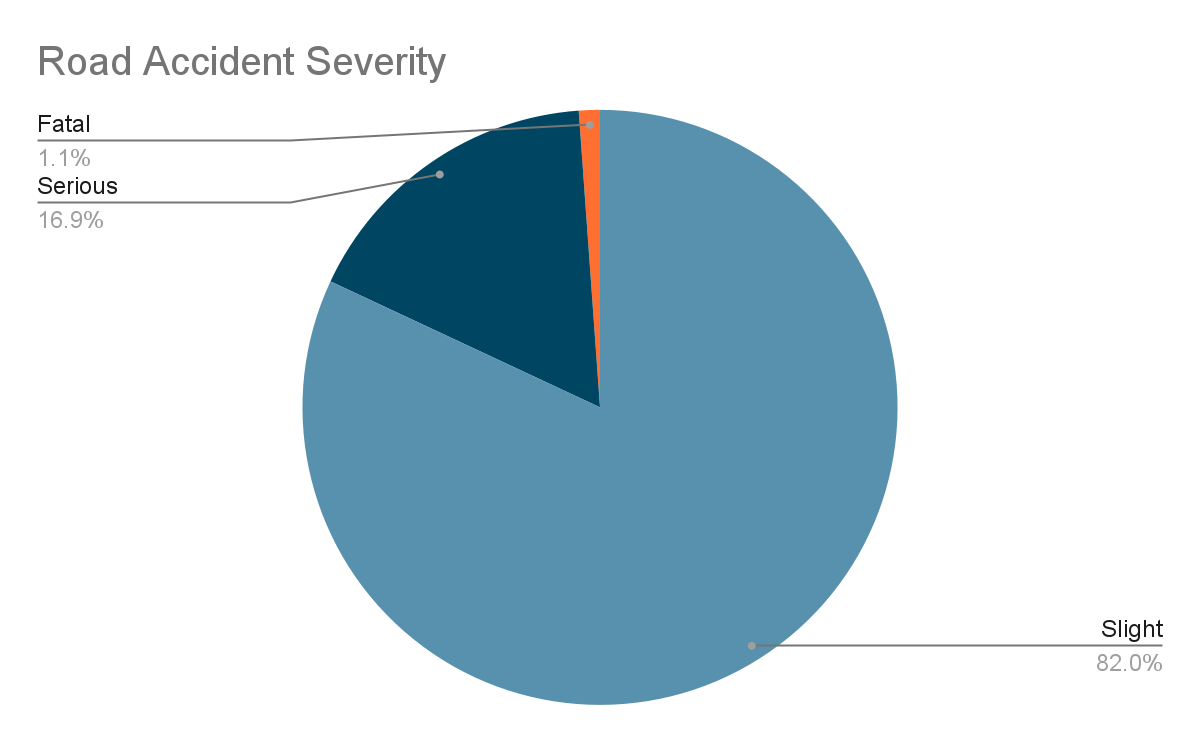 Road Accident Severity
Fatal
1.1%
Serious
16.9%
Slight
82.0%